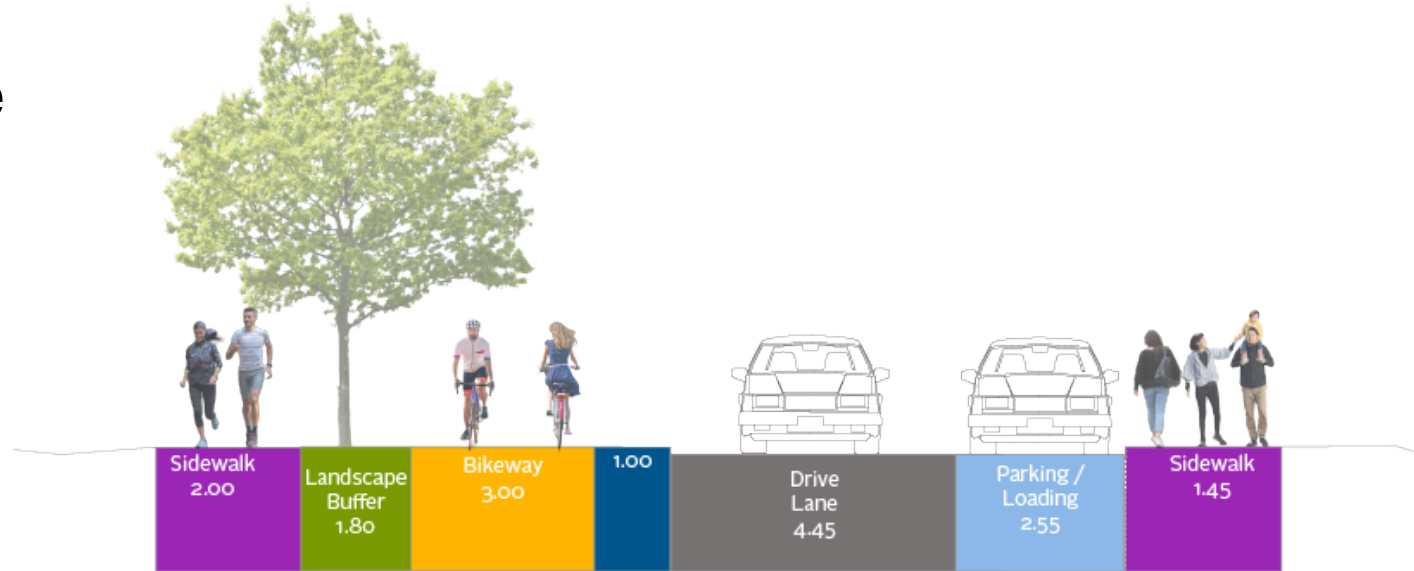 e
Sidewalk
2.00
Landscape
Buffer
1.80
Bikeway
3.00
1.00
Drive
Lane
4.45
Parking /
Loading
2.55
Sidewalk
1.45